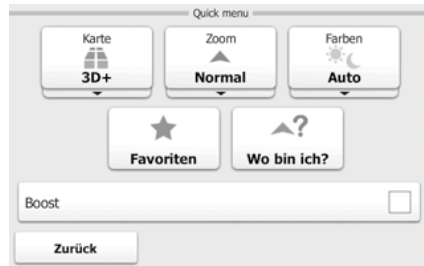 Quick menu
Karte
3D+
Zoom
Normal
Farben
Auto
Favoriten
?
Wo bin ich?
Boost
Zurück